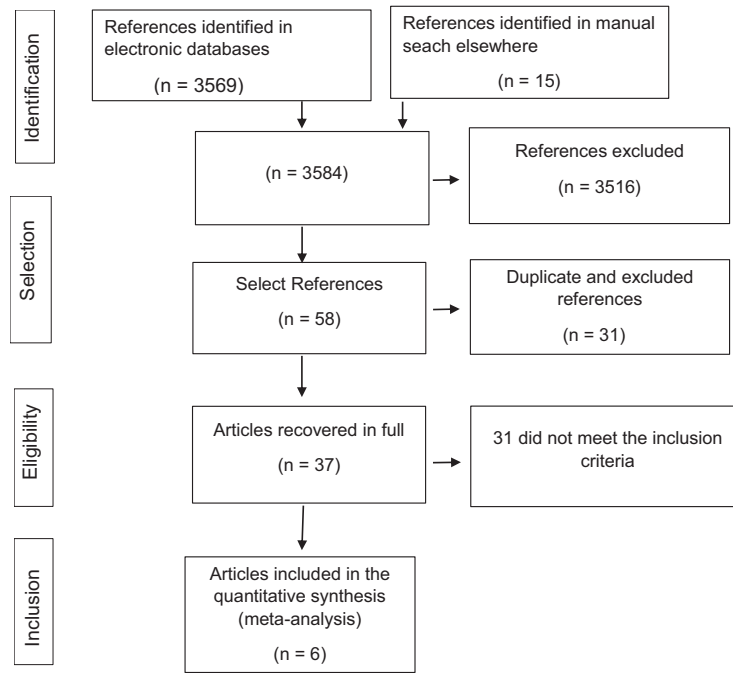 Identification
References identified in
electronic databases
(n = 3569)
References identified in manual
seach elsewhere
(n = 15)
(n = 3584)
References excluded
(n = 3516)
Selection
Select References
(n = 58)
Duplicate and excluded
references
(n = 31)
Eligibility
Articles recovered in full
(n = 37)
31 did not meet the inclusion
criteria
Inclusion
Articles included in the
quantitative synthesis
(meta-analysis)
(n = 6)